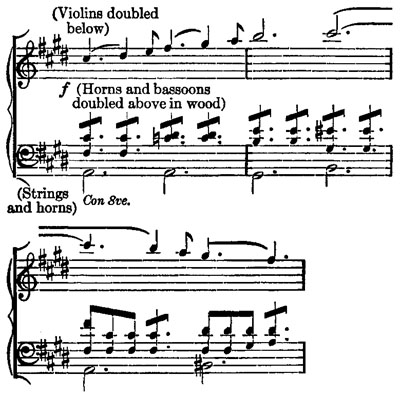 (Violins doubled
below)
f (Horns and bassoons
doubled above in wood)
(Strings
and horns) Con 8ve.